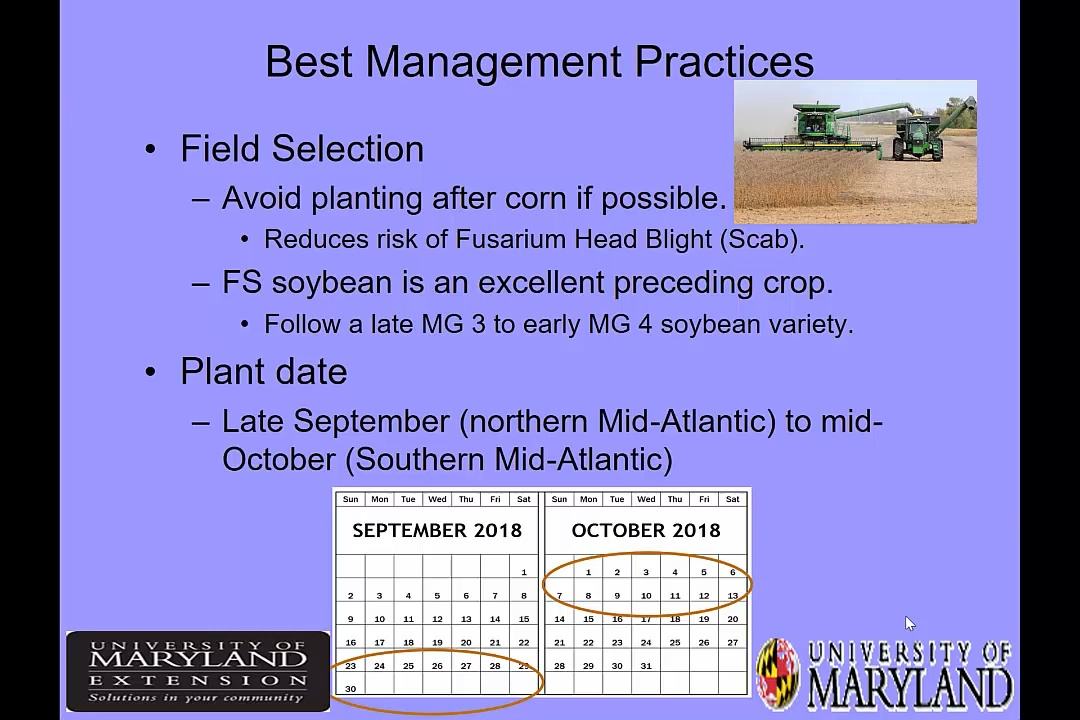 Best Management Practices
• Field Selection
– Avoid planting after corn if possible.
• Reduces risk of Fusarium Head Blight (Scab).
– FS soybean is an excellent preceding crop.
• Follow a late MG 3 to early MG 4 soybean variety.
• Plant date
– Late September (northern Mid-Atlantic) to mid-
October (Southern Mid-Atlantic)
Sun Mon Tue Wed Thu Fri Sat
SEPTEMBER 2018
1
2 3 4 5 6 7 8
9 10 11 12 13 14 15
16 17 18 19 20 21 22
23 24 25 26 27 28 29
30
Sun Mon Tue Wed Thu Fri Sat
OCTOBER 2018
1 2 3 4 5 6
7 8 9 10 11 12 13
14 15 16 17 18 19 20
21 22 23 24 25 26 27
28 29 30 31
UNIVERSITY OF
MARYLAND
EXTENSION
Solutions in your community
UNIVERSITY OF
MARYLAND